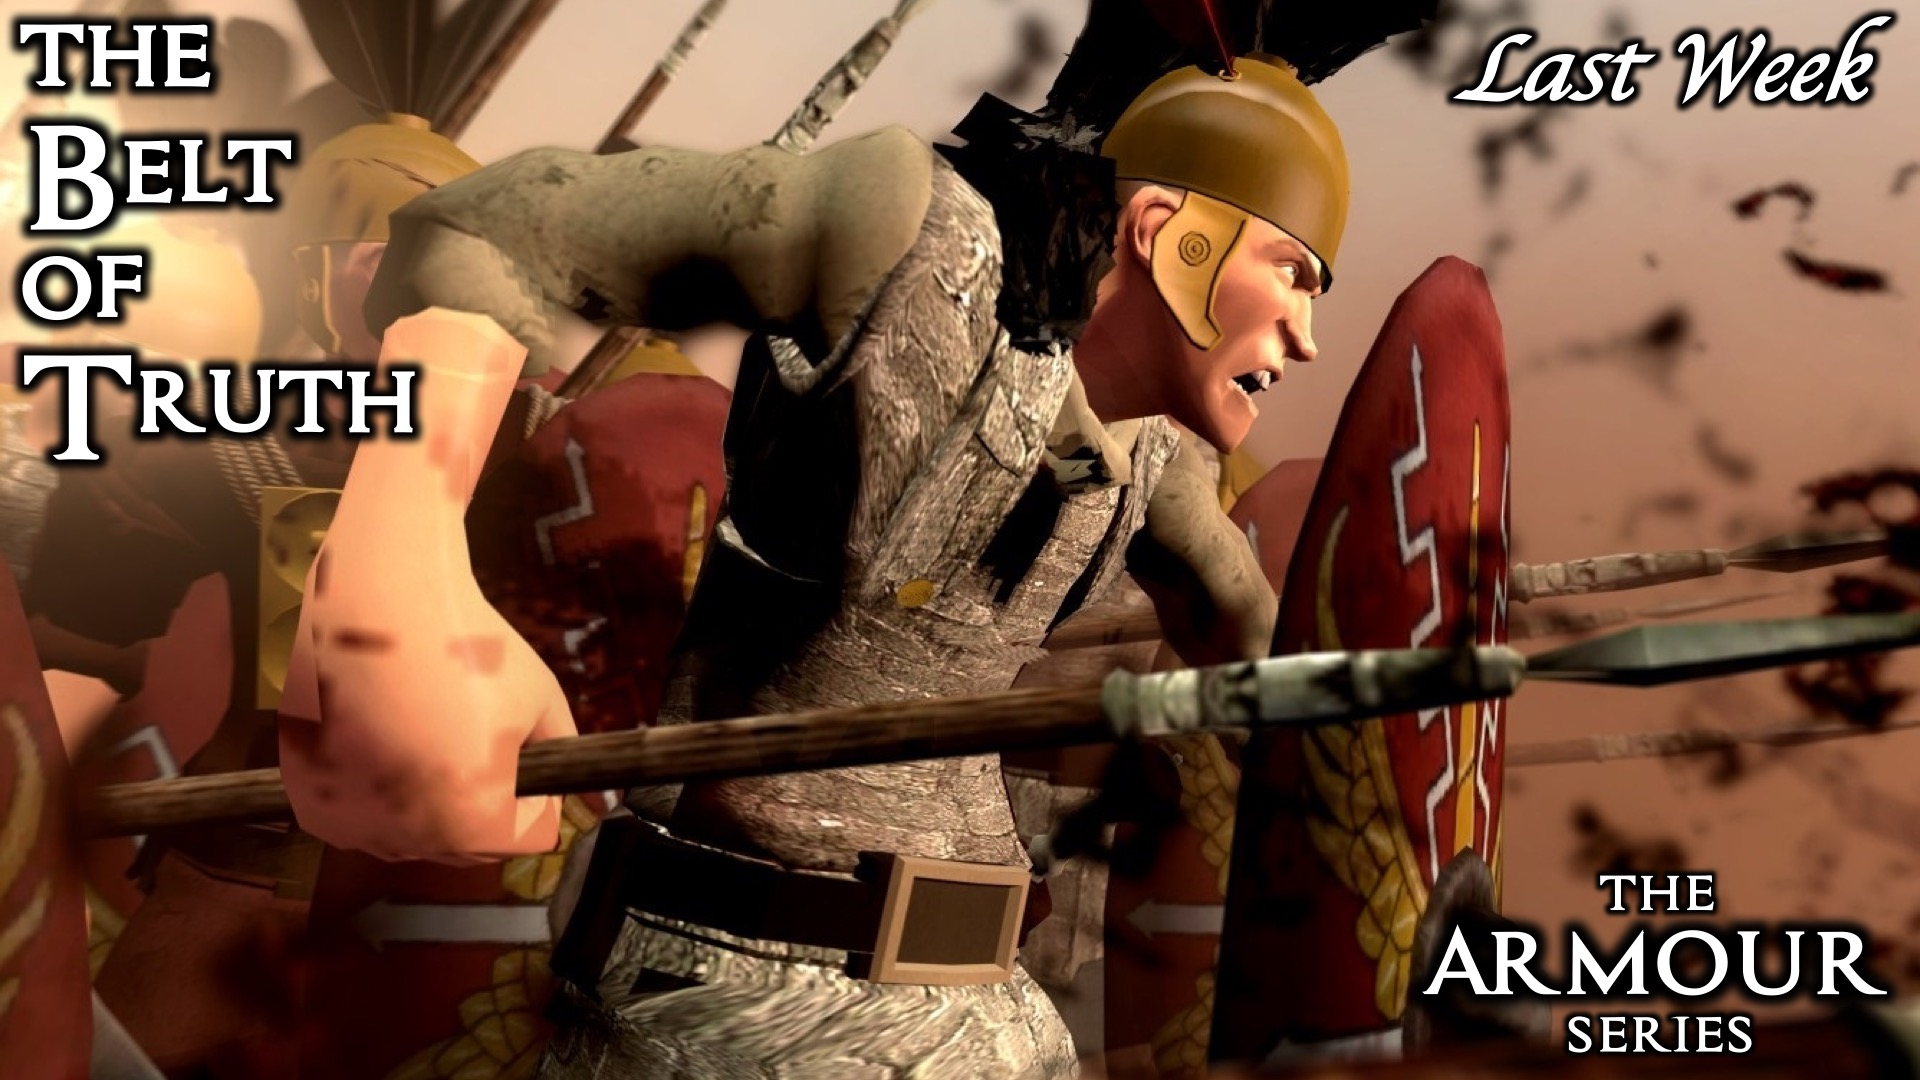 THE
BELT
OF
TRUTH
Last Week
THE
ARMOUR
SERIES